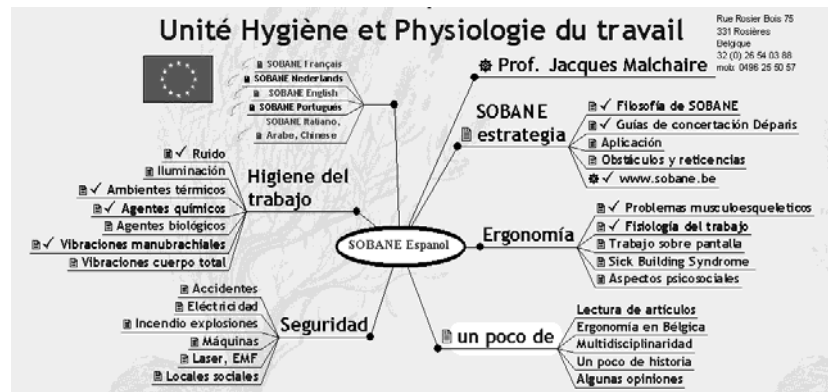 Unité Hygiène et Physiologie du travail
Rue Rosier Bois 75
331 Rosières
Belgique
32 (0) 26 54 03 88
mob: 0496 25 50 57
SOBANE Français
SOBANE Nederlands
SOBANE English
SOBANE Portugués
SOBANE Italiano,
Arabe, Chinese
Prof. Jacques Malchaire
SOBANE
estrategia
Filosofía de SOBANE
Guías de concertación Déparis
Aplicación
Obstáculos y reticencias
www.sobane.be
Higiene del
trabajo
Ruido
Iluminación
Ambientes térmicos
Agentes químicos
Agentes biológicos
Vibraciones manubrachiales
Vibraciones cuerpo total
SOBANE Espanol
Ergonomía
Problemas musculoesqueleticos
Fisiología del trabajo
Trabajo sobre pantalla
Sick Building Syndrome
Aspectos psicosociales
Seguridad
Accidentes
Eléctricidad
Incendio explosiones
Máquinas
Laser, EMF
Locales sociales
un poco de
Lectura de artículos
Ergonomía en Bélgica
Multidisciplinaridad
Un poco de historia
Algunas opiniones